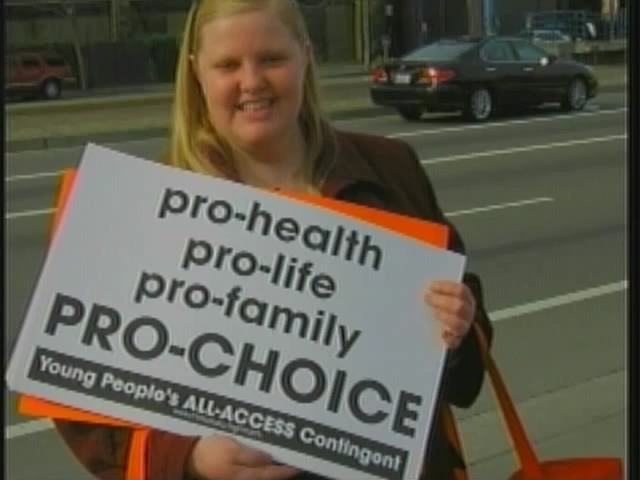 pro-health
pro-life
pro-family
PRO-CHOICE
Young People's ALL-ACCESS Contingent